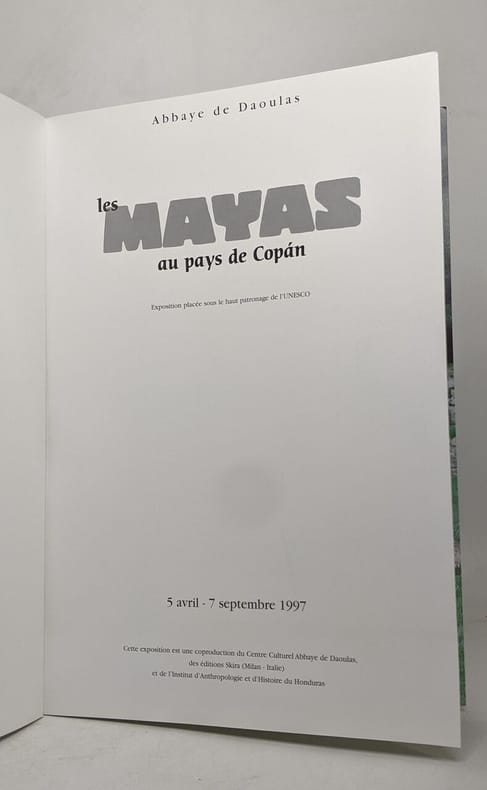 Abbaye de Daoulas
les
MAYAS
au pays de Copán
Exposition placée sous le haut patronage de l'UNESCO
5 avril - 7 septembre 1997
Cette exposition est une coproduction du Centre Culturel Abbaye de Daoulas,
des éditions Skira (Milan - Italie)
et de l'Institut d'Anthropologie et d'Histoire du Honduras